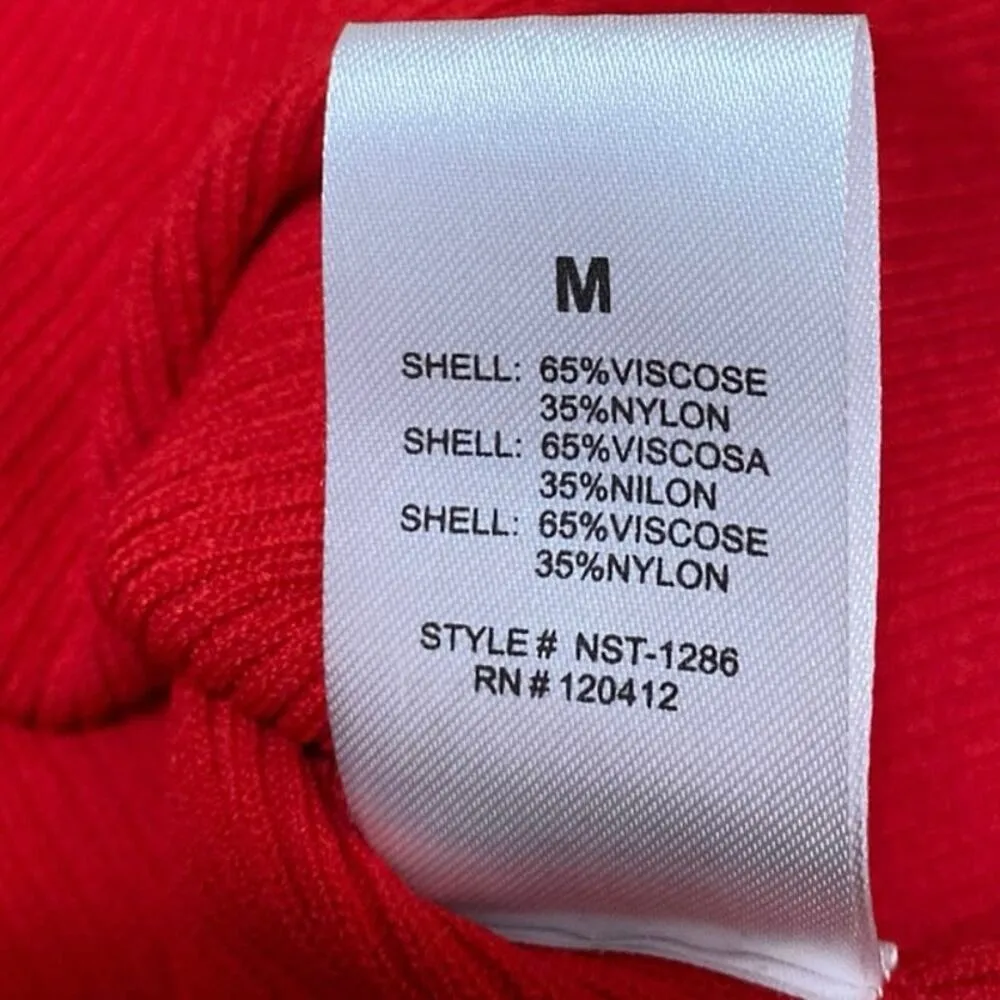 M
SHELL: 65%VISCOSE
35%NYLON
SHELL: 65%VISCOSA
35%NILON
SHELL: 65%VISCOSE
35%NYLON
STYLE# NST-1286
RN# 120412